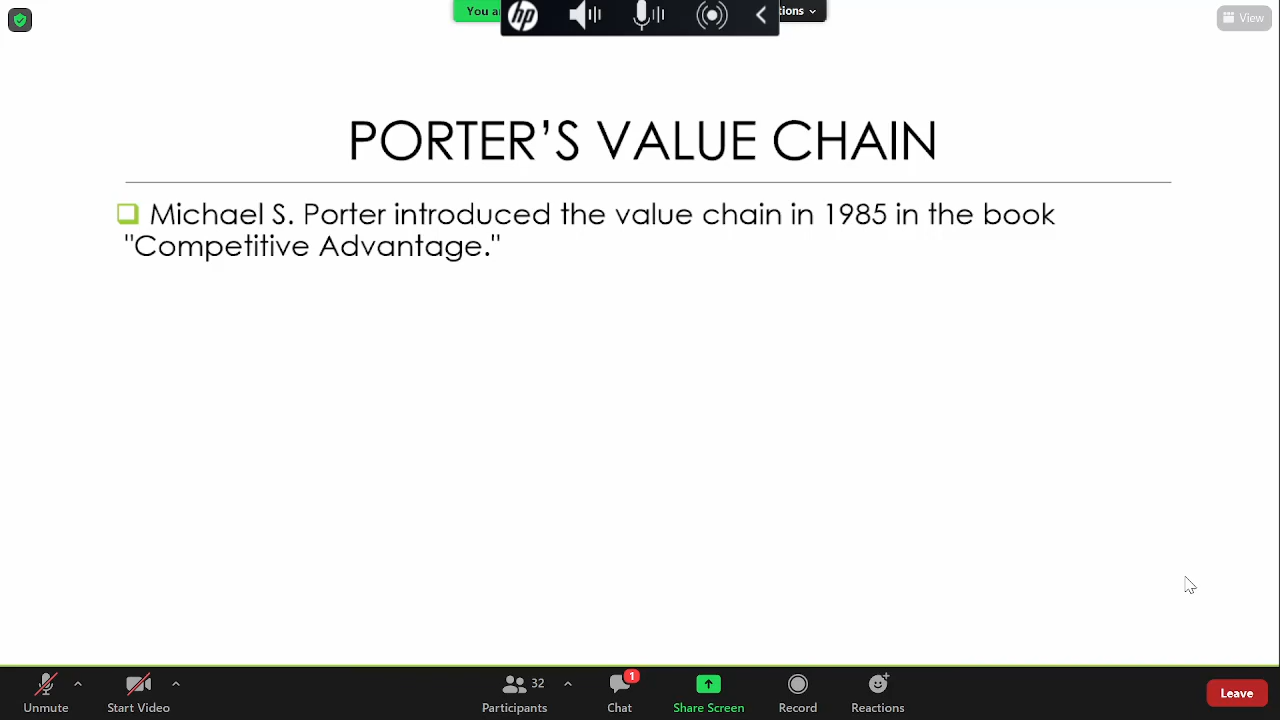 You a
hp
tions
View
PORTER'S VALUE CHAIN
Michael S. Porter introduced the value chain in 1985 in the book
"Competitive Advantage."
32
1
Unmute
Start Video
Participants
Chat
Share Screen
Record
Reactions
Leave